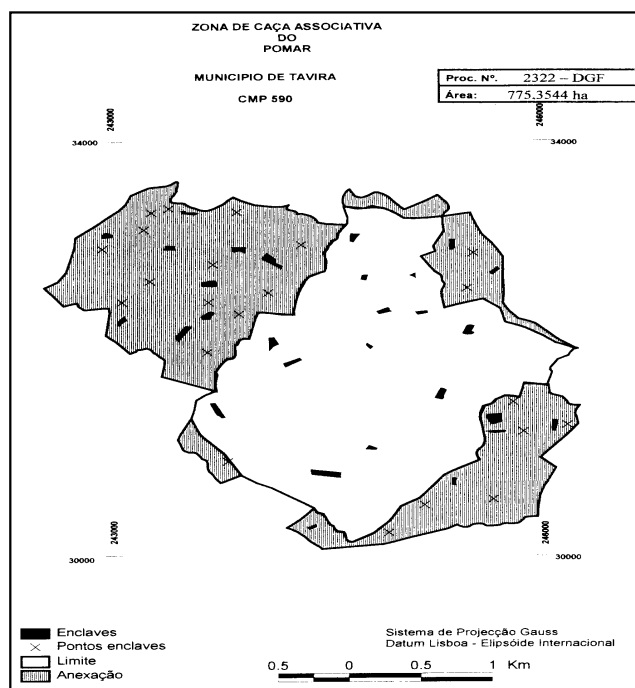 ZONA DE CAÇA ASSOCIATIVA
DO
POMAR
MUNICIPIO DE TAVIRA
CMP 590
Proc. Nº. 2322 – DGF
Área: 775.3544 ha
243000
246000
34000
34000
30000
243000
246000
30000
Enclaves
Pontos enclaves
Limite
Anexação
Sistema de Projecção Gauss
Datum Lisboa - Elipsóide Internacional
0.5 0 0.5 1 Km